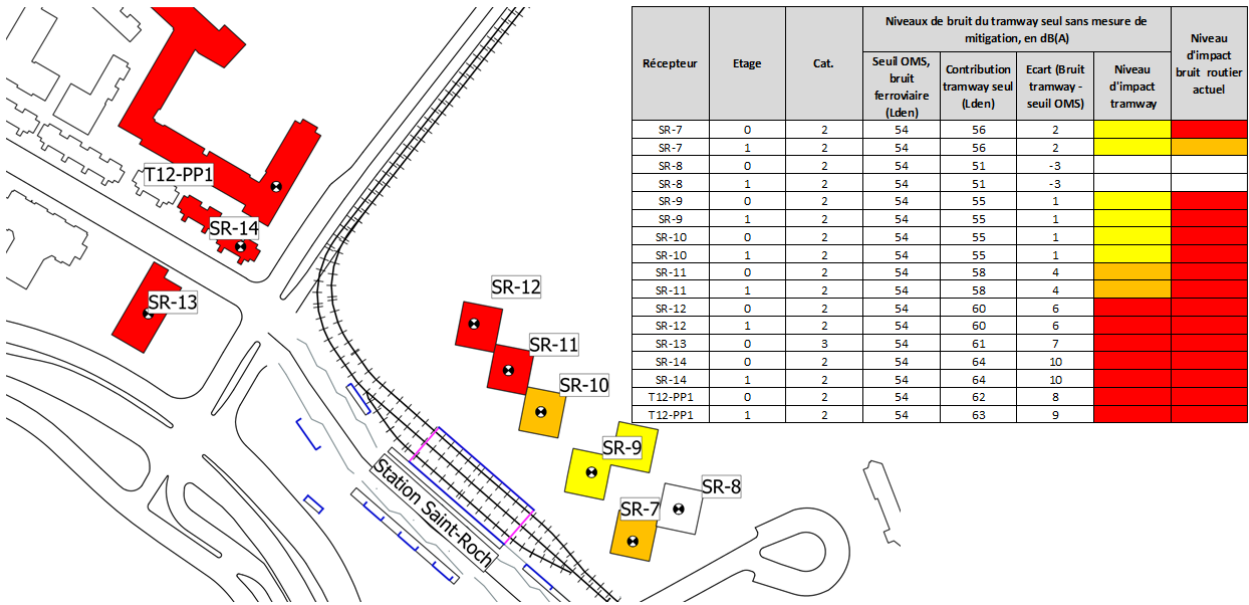 T12-PP1
SR-14
SR-13
SR-12
SR-11
SR-10
SR-9
SR-8
SR-7
Station Saint-Roch
Niveaux de bruit du tramway seul sans mesure de
mitigation, en dB(A)
Récepteur
Etage
Cat.
Seuil OMS,
bruit
ferroviaire
(Lden)
Contribution
tramway seul
(Lden)
Ecart (Bruit
tramway -
seuil OMS)
Niveau
d'impact
tramway
Niveau
d'impact
bruit routier
actuel
SR-7 0 2 54 56 2
SR-7 1 2 54 56 2
SR-8 0 2 54 51 -3
SR-8 1 2 54 51 -3
SR-9 0 2 54 55 1
SR-9 1 2 54 55 1
SR-10 0 2 54 55 1
SR-10 1 2 54 55 1
SR-11 0 2 54 58 4
SR-11 1 2 54 58 4
SR-12 0 2 54 60 6
SR-12 1 2 54 60 6
SR-13 0 3 54 61 7
SR-14 0 2 54 64 10
SR-14 1 2 54 64 10
T12-PP1 0 2 54 62 8
T12-PP1 1 2 54 63 9